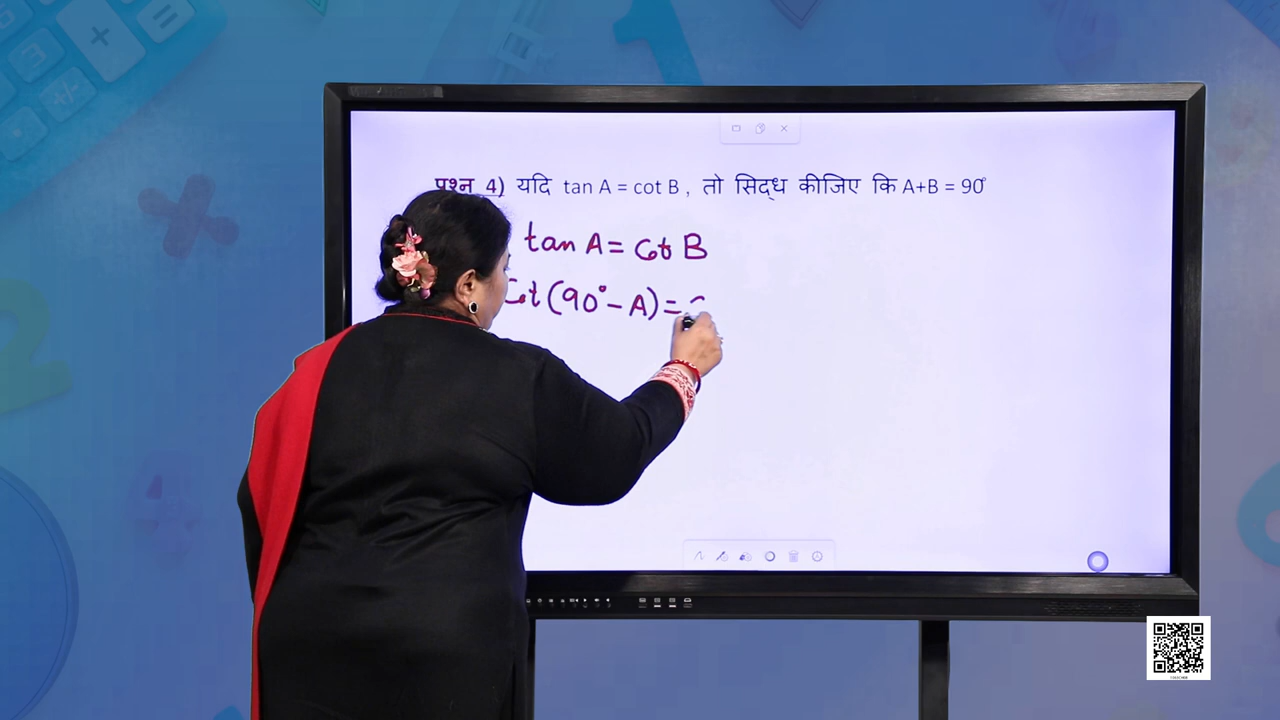 प्रश्न 4) यदि tan A = cot B , तो सिद्ध कीजिए कि A+B = 90°
tan A = Cot B
Cot (90° – A) =